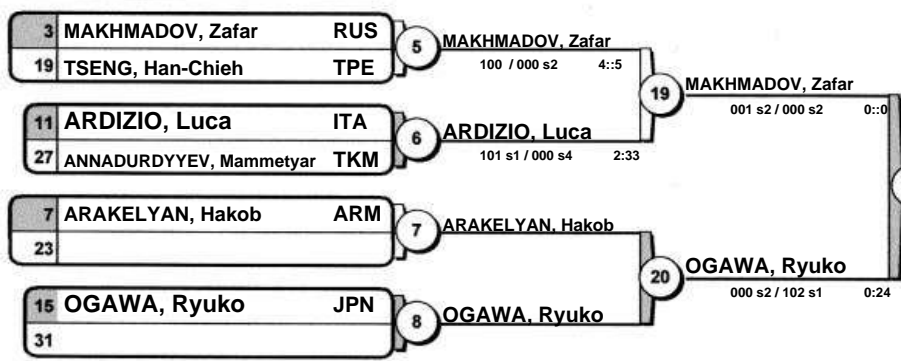 3 MAKHMADOV, Zafar RUS
19 TSENG, Han-Chieh TPE
5
MAKHMADOV, Zafar
100 / 000 s2 4::5
11 ARDIZIO, Luca ITA
27 ANNADURDYYEV, Mammetyar TKM
6
ARDIZIO, Luca
101 s1 / 000 s4 2:33
19
MAKHMADOV, Zafar
001 s2 / 000 s2 0::0
7 ARAKELYAN, Hakob ARM
23
7
ARAKELYAN, Hakob
15 OGAWA, Ryuko JPN
31
8
OGAWA, Ryuko
20
OGAWA, Ryuko
000 s2 / 102 s1 0:24